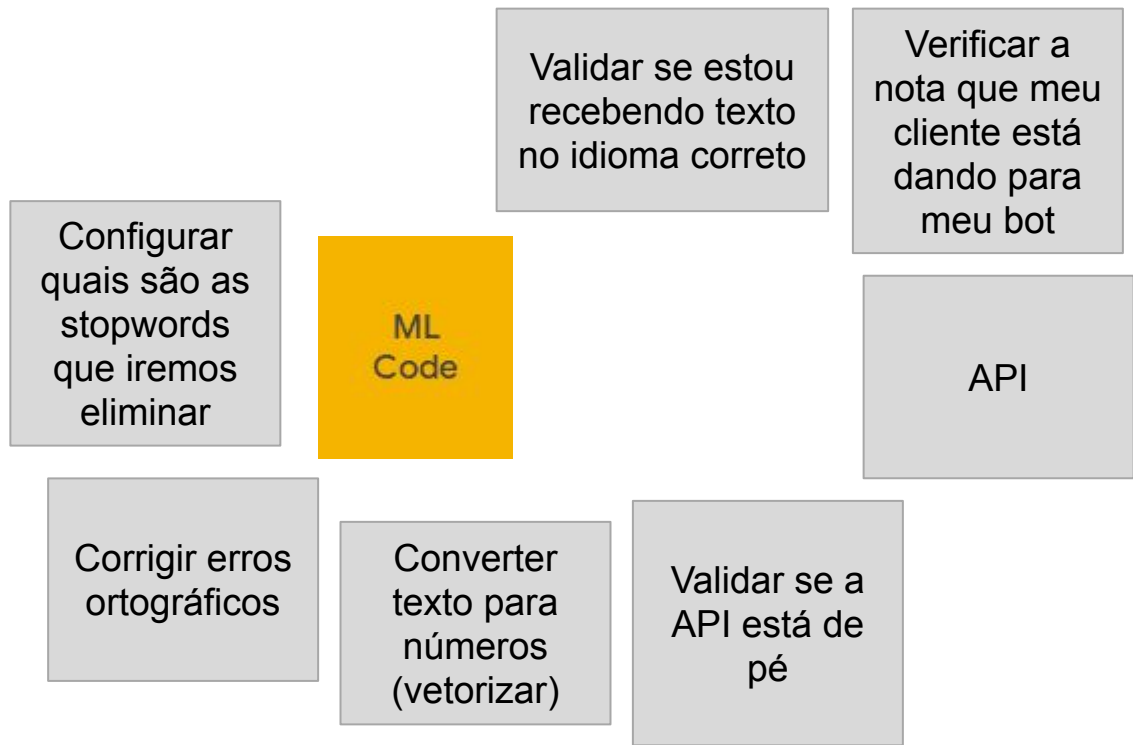 Validar se estou
recebendo texto
no idioma correto
Verificar a
nota que meu
cliente está
dando para
meu bot
Configurar
quais são as
stopwords
que iremos
eliminar
ML
Code
API
Corrigir erros
ortográficos
Converter
texto para
números
(vetorizar)
Validar se a
API está de
pé